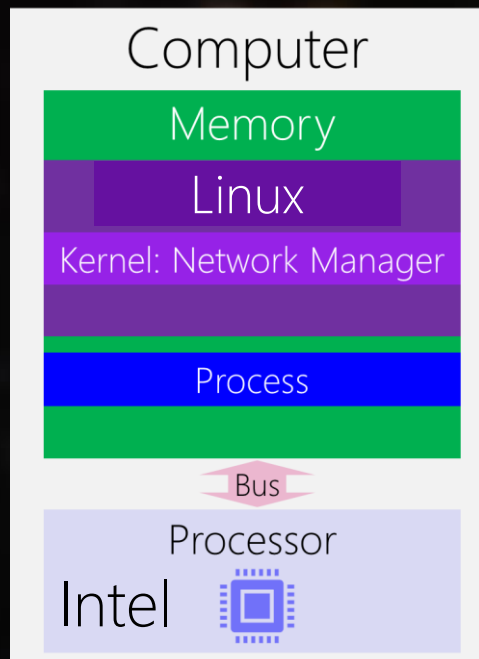 Computer
Memory
Linux
Kernel: Network Manager
Process
Bus
Processor
Intel